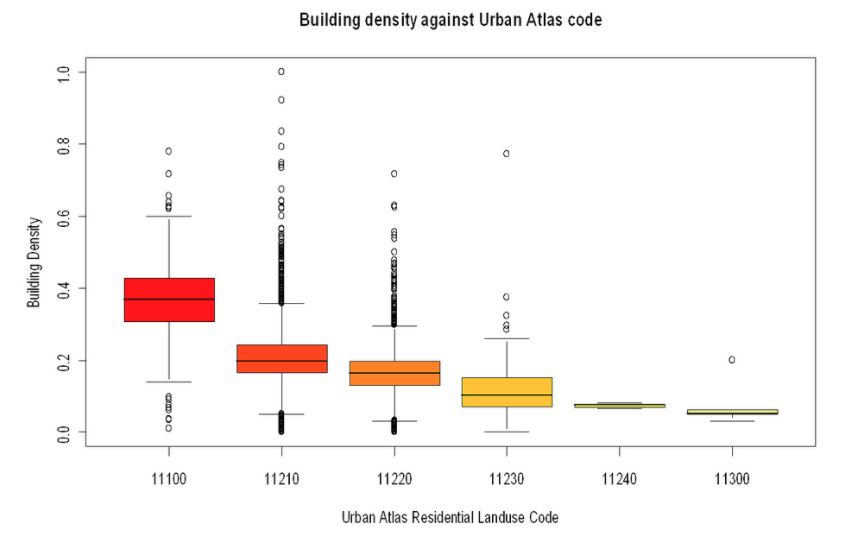 Building density against Urban Atlas code
Building Density
1.0
0.8
0.6
0.4
0.2
0.0
11100 11210 11220 11230 11240 11300
Urban Atlas Residential Landuse Code